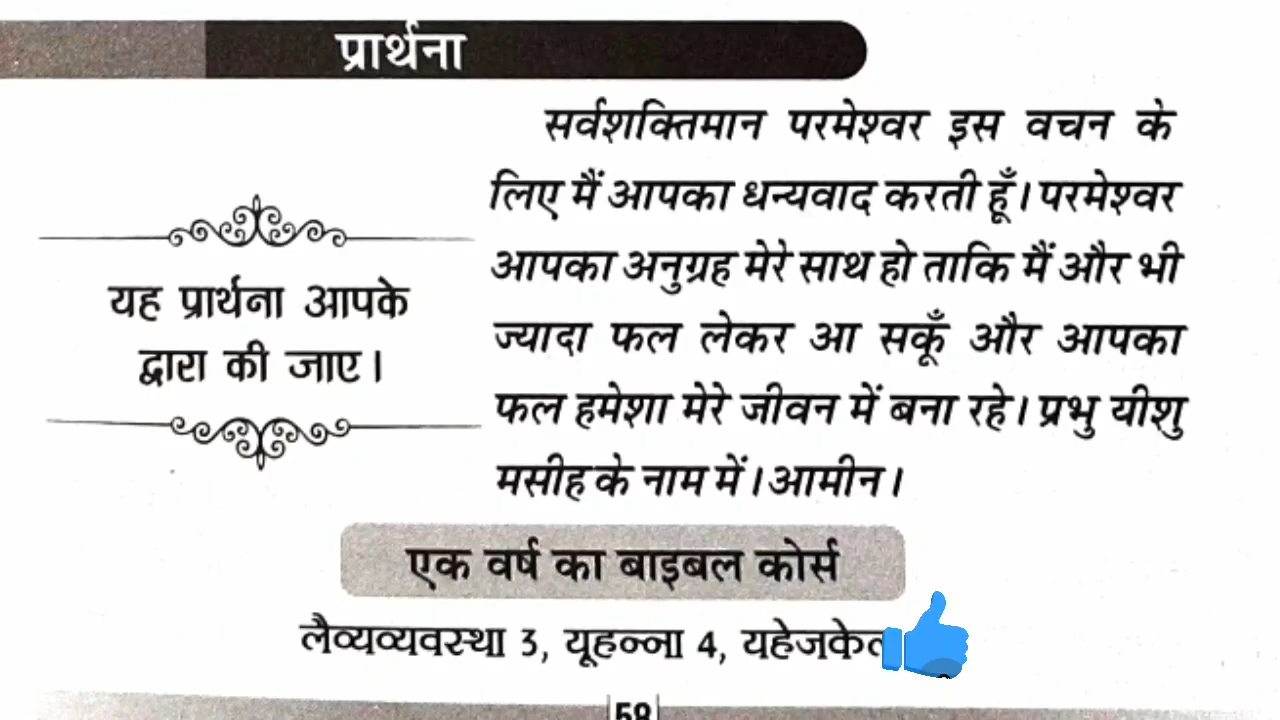 प्रार्थना
यह प्रार्थना आपके
द्वारा की जाए।
सर्वशक्तिमान परमेश्वर इस वचन के
लिए मैं आपका धन्यवाद करती हूँ। परमेश्वर
आपका अनुग्रह मेरे साथ हो ताकि मैं और भी
ज्यादा फल लेकर आ सकूँ और आपका
फल हमेशा मेरे जीवन में बना रहे। प्रभु यीशु
मसीह के नाम में। आमीन।
एक वर्ष का बाइबल कोर्स
लैव्यव्यवस्था 3, यूहन्ना 4,